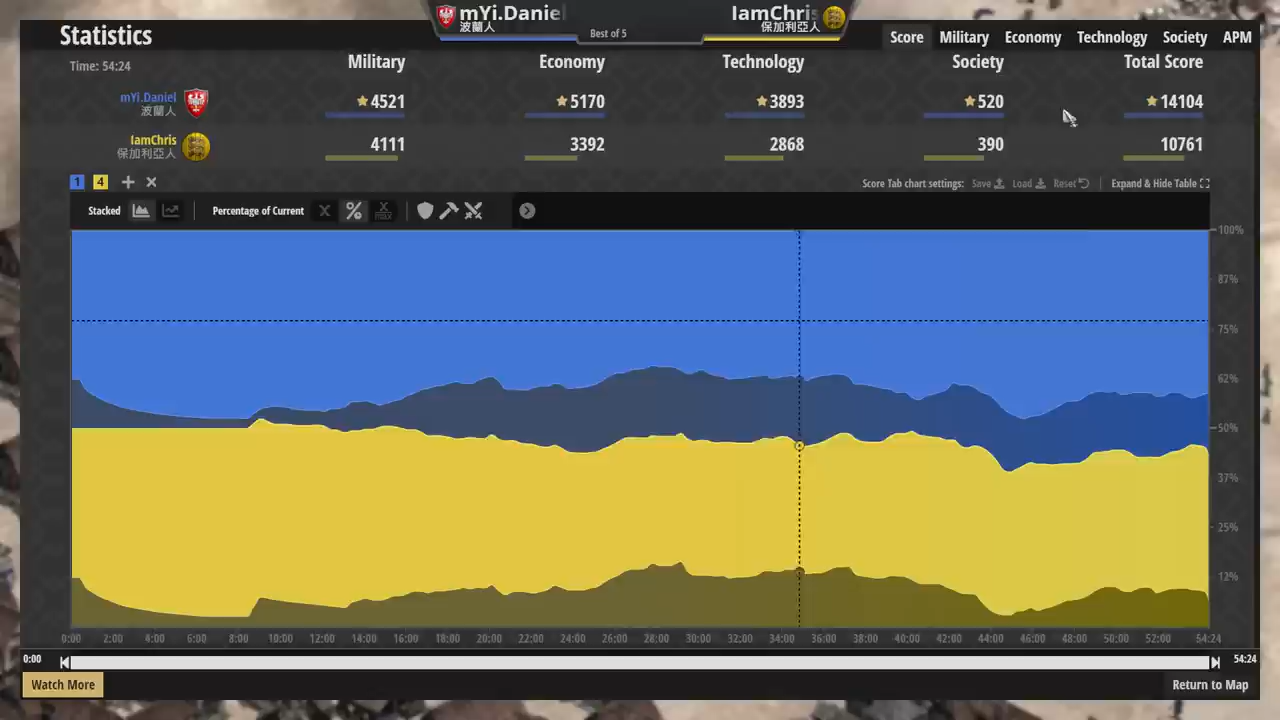 mYi.Daniel
波蘭人
Best of 5
IamChris
保加利亞人
Statistics
Score Military Economy Technology Society APM
Time: 54:24
Military Economy Technology Society Total Score
mYi.Daniel
波蘭人
4521 5170 3893 520 14104
IamChris
保加利亞人
4111 3392 2868 390 10761
1 4
Score Tab chart settings: Save Load Reset Expand & Hide Table
Stacked Percentage of Current X % X MAX
100%
87%
75%
62%
50%
37%
25%
12%
0:00 2:00 4:00 6:00 8:00 10:00 12:00 14:00 16:00 18:00 20:00 22:00 24:00 26:00 28:00 30:00 32:00 34:00 36:00 38:00 40:00 42:00 44:00 46:00 48:00 50:00 52:00 54:24
0:00 54:24
Watch More Return to Map